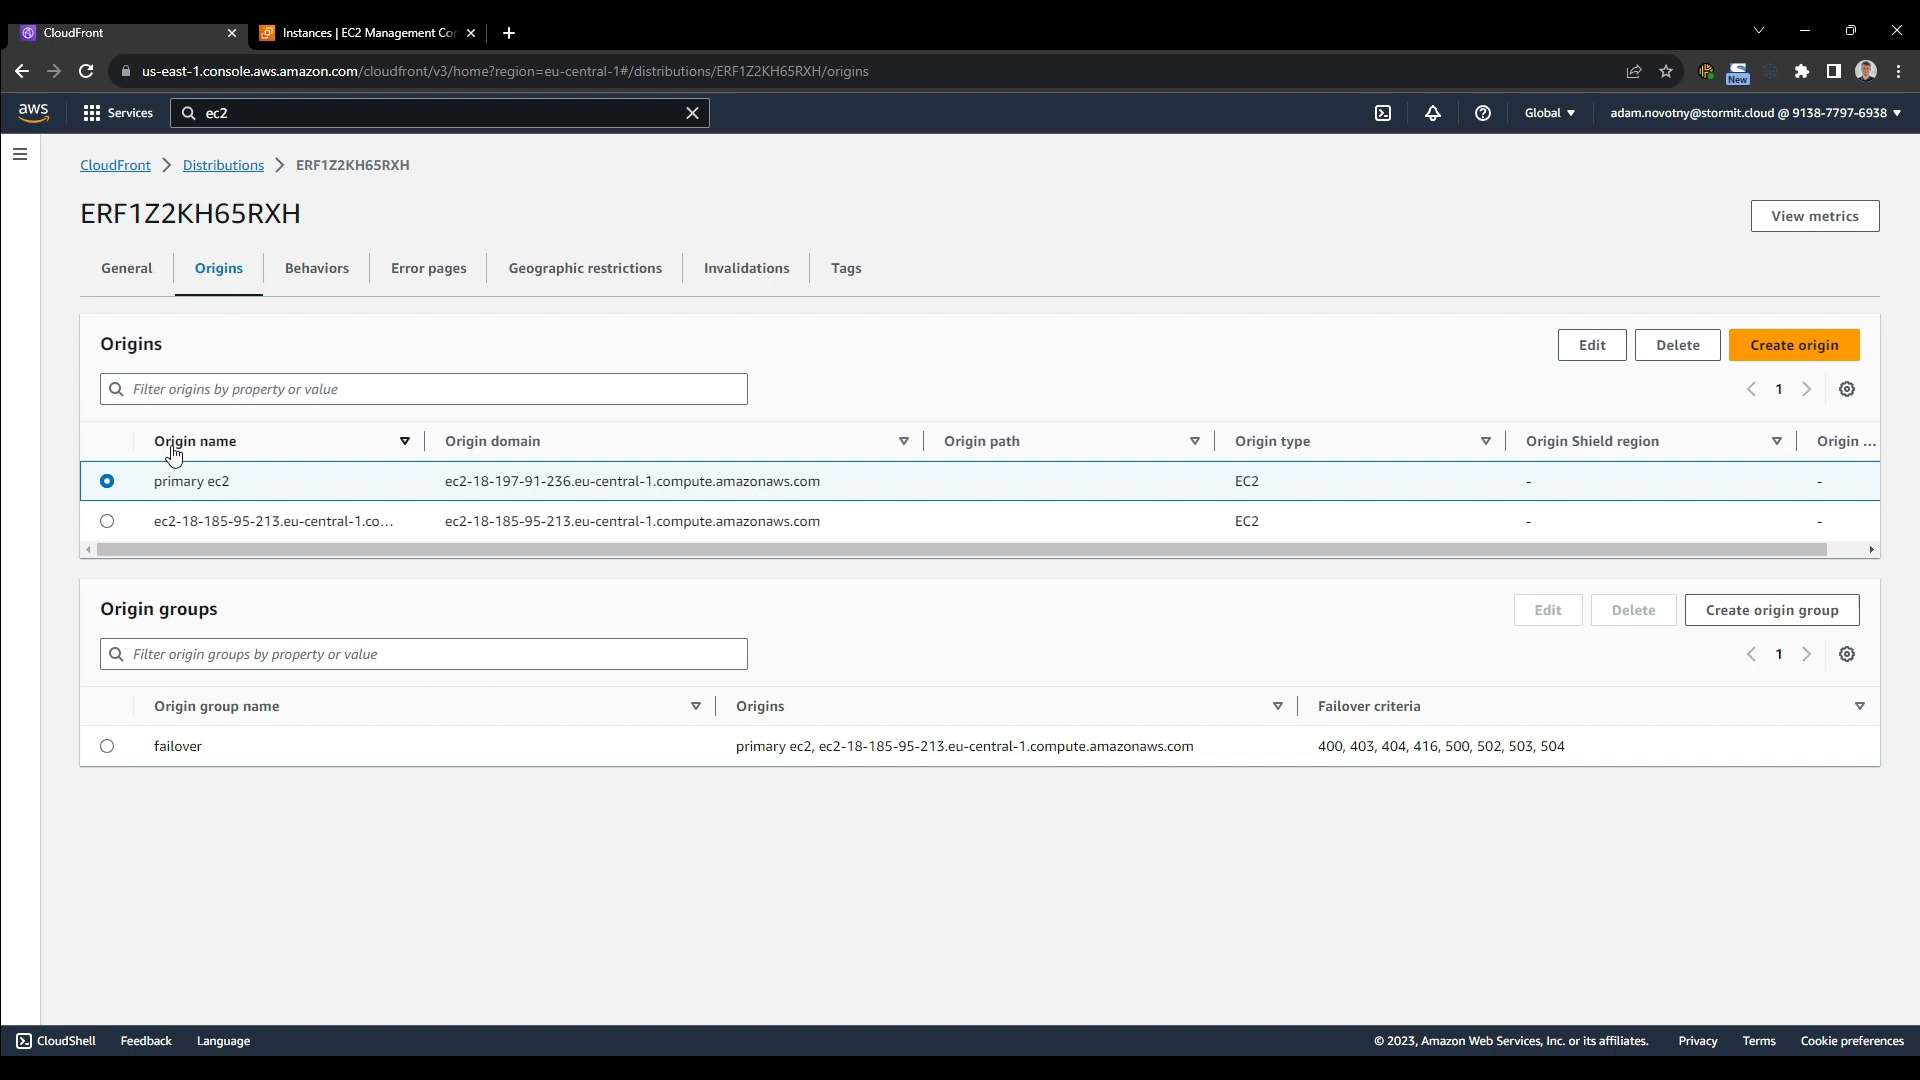 CloudFront
Instances | EC2 Management Cor
us-east-1.console.aws.amazon.com/cloudfront/v3/home?region=eu-central-1#/distributions/ERF1Z2KH65RXH/origins
New
aws
Services
ec2
Global
adam.novotny@stormit.cloud @ 9138-7797-6938
CloudFront
Distributions
ERF1Z2KH65RXH
ERF1Z2KH65RXH
View metrics
General
Origins
Behaviors
Error pages
Geographic restrictions
Invalidations
Tags
Origins
Edit
Delete
Create origin
Filter origins by property or value
1
Origin name
Origin domain
Origin path
Origin type
Origin Shield region
Origin ...
primary ec2
ec2-18-197-91-236.eu-central-1.compute.amazonaws.com
EC2
-
-
ec2-18-185-95-213.eu-central-1.co...
ec2-18-185-95-213.eu-central-1.compute.amazonaws.com
EC2
-
-
Origin groups
Edit
Delete
Create origin group
Filter origin groups by property or value
1
Origin group name
Origins
Failover criteria
failover
primary ec2, ec2-18-185-95-213.eu-central-1.compute.amazonaws.com
400, 403, 404, 416, 500, 502, 503, 504
CloudShell
Feedback
Language
© 2023, Amazon Web Services, Inc. or its affiliates.
Privacy
Terms
Cookie preferences